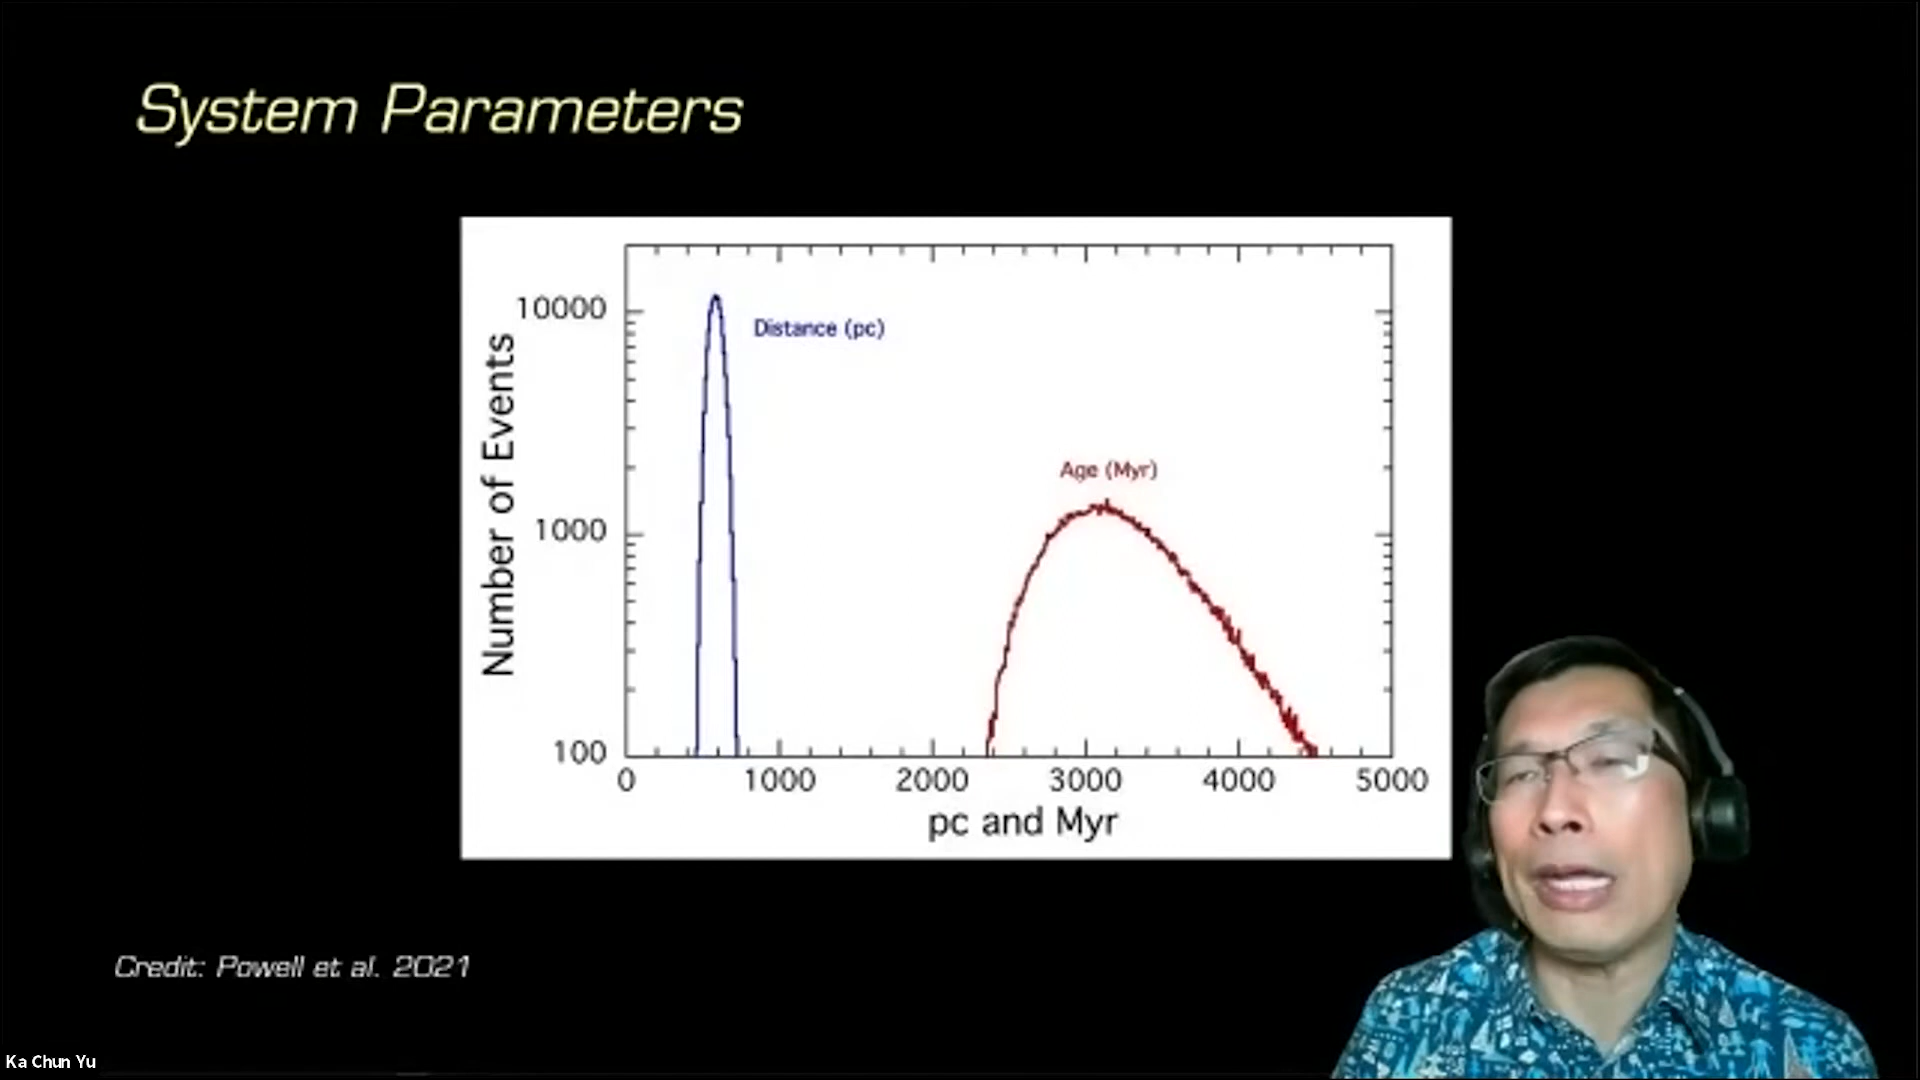 System Parameters
Number of Events
10000
1000
100
Distance (pc)
Age (Myr)
0 1000 2000 3000 4000 5000
pc and Myr
Credit: Powell et al. 2021
Ka Chun Yu